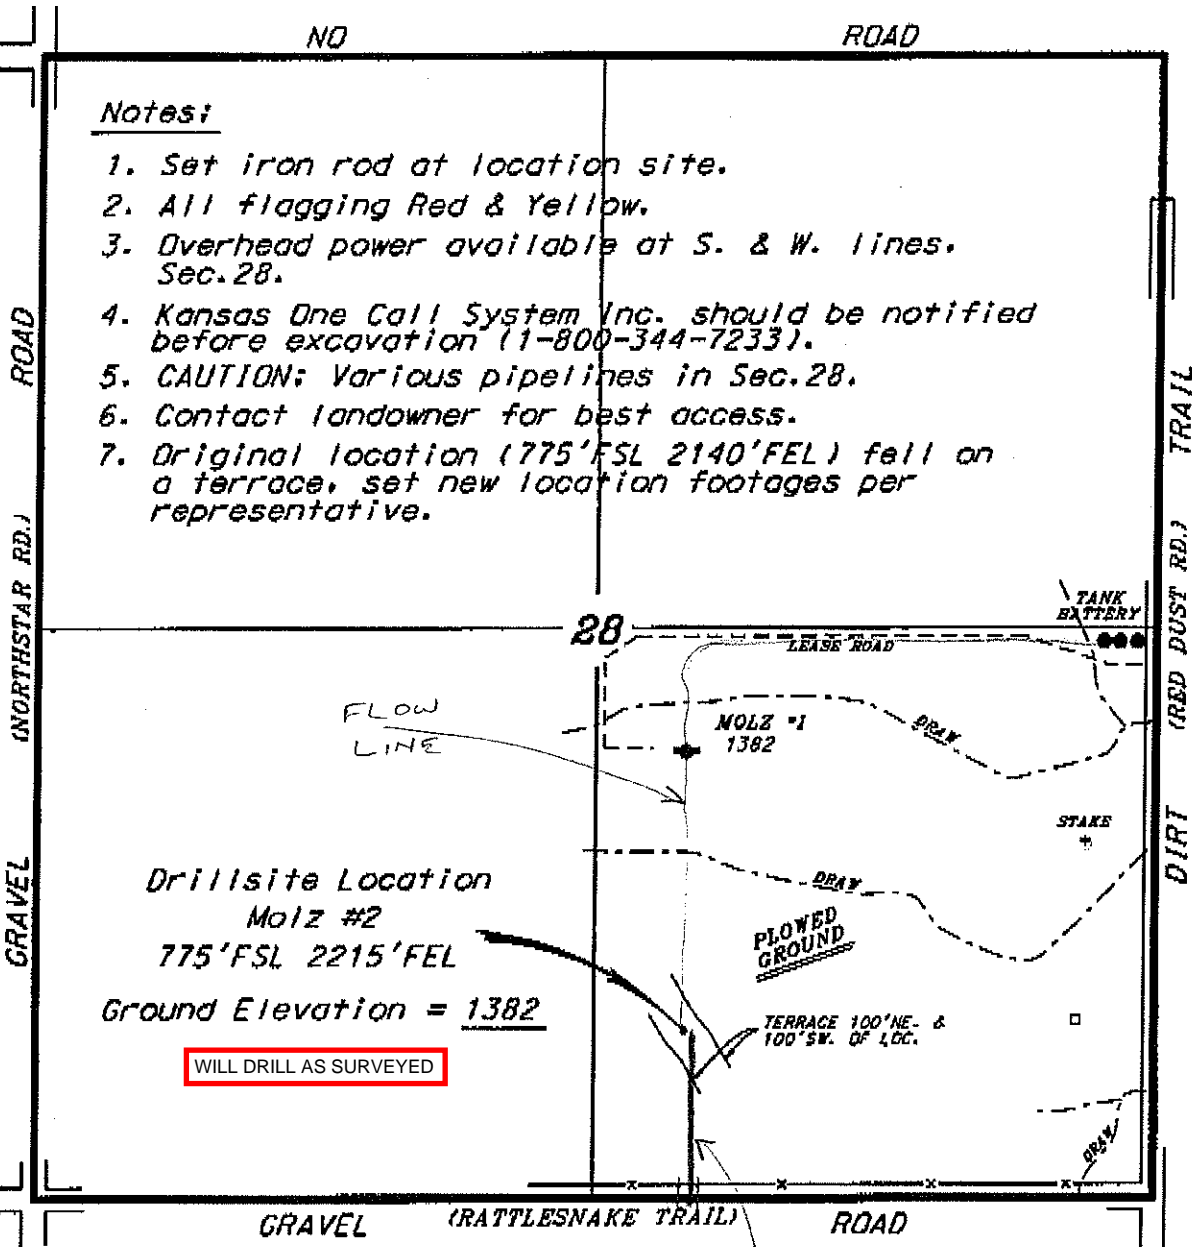 NO ROAD
Notes:
1. Set iron rod at location site.
2. All flagging Red & Yellow.
3. Overhead power available at S. & W. lines.
Sec.28.
4. Kansas One Call System Inc. should be notified
before excavation (1-800-344-7233).
5. CAUTION: Various pipelines in Sec.28.
6. Contact landowner for best access.
7. Original location (775'FSL 2140'FEL) fell on
a terrace, set new location footages per
representative.
GRAVEL (NORTHSTAR RD.) ROAD
DIRT (RED DUST RD.) TRAIL
28
TANK
BATTERY
LEASE ROAD
FLOW
LINE
MOLZ #1
1382
DRAW
STAKE
DRAW
Drillsite Location
Molz #2
775'FSL 2215'FEL
Ground Elevation = 1382
WILL DRILL AS SURVEYED
PLOWED
GROUND
TERRACE 100'NE- &
100'SW. OF LOC.
DRAW
GRAVEL (RATTLESNAKE TRAIL) ROAD